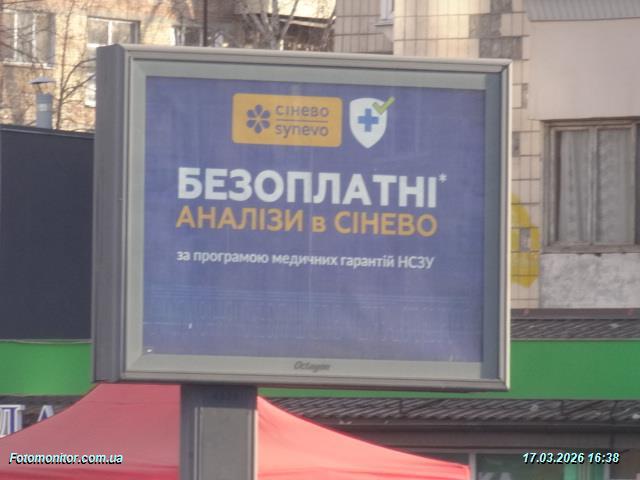 сінево
synevo
БЕЗОПЛАТНІ*
АНАЛІЗИ в СІНЕВО
за програмою медичних гарантій НСЗУ
Octagon
Fotomonitor.com.ua
17.03.2026 16:38